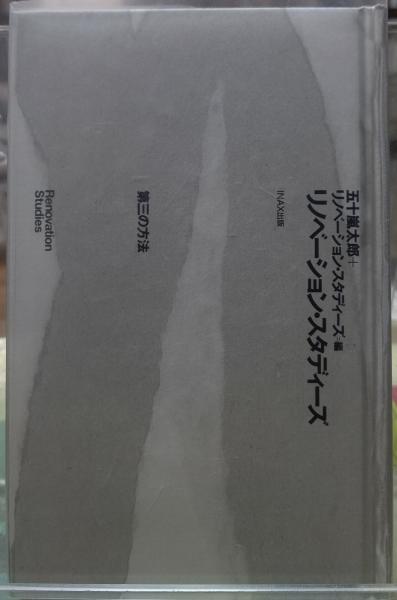 五十嵐太郎+
リノベーション・スタディーズ=編
リノベーション・スタディーズ
INAX出版
第三の方法
Renovation
Studies